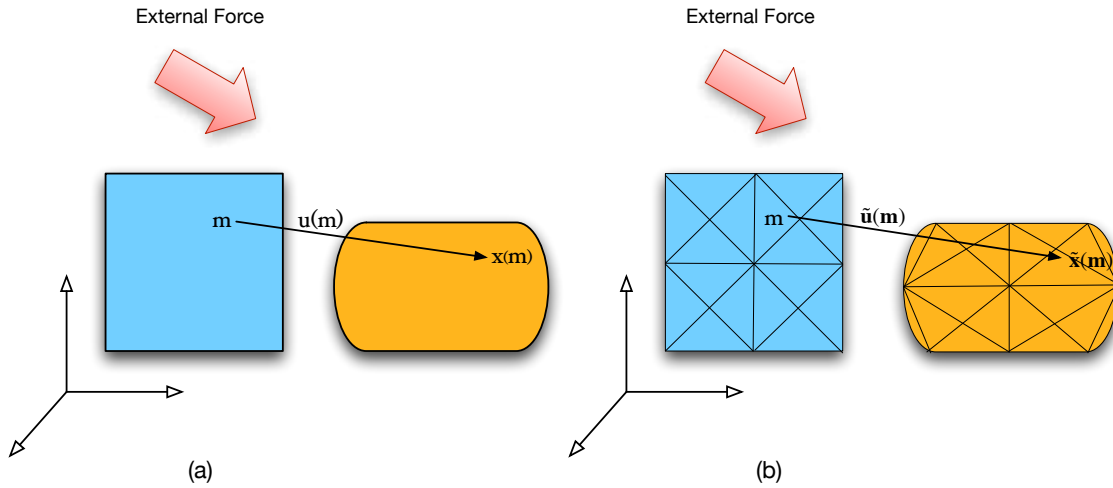 External Force
External Force
m
u(m)
x(m)
m
ũ(m)
x̃(m)
(a)
(b)